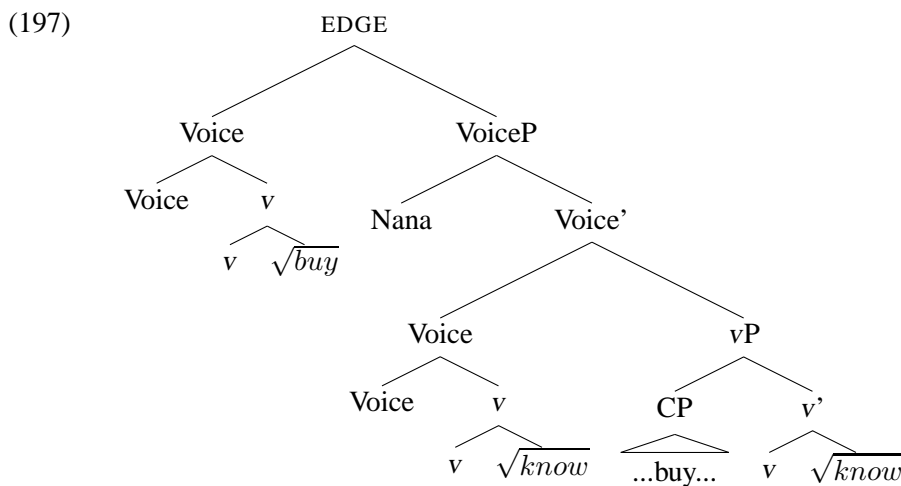 (197) EDGE
Voice VoiceP
Voice v Nana Voice’
v √buy
Voice vP
Voice v CP v’
v √know ...buy... v √know